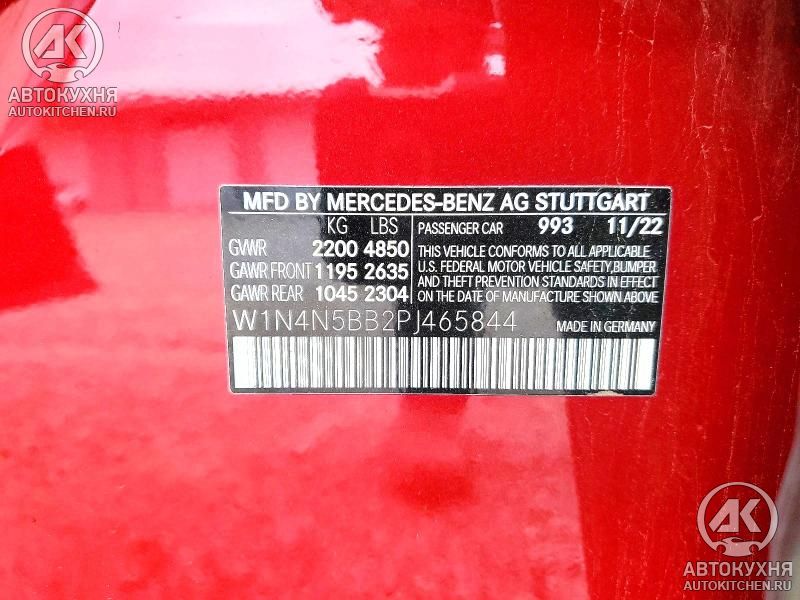 AK
АВТОКУХНЯ
AUTOKITCHEN.RU
MFD BY MERCEDES-BENZ AG STUTTGART
KG LBS PASSENGER CAR 993 11/22
GVWR 2200 4850 THIS VEHICLE CONFORMS TO ALL APPLICABLE
GAWR FRONT 1195 2635 U.S. FEDERAL MOTOR VEHICLE SAFETY, BUMPER
AND THEFT PREVENTION STANDARDS IN EFFECT
GAWR REAR 1045 2304 ON THE DATE OF MANUFACTURE SHOWN ABOVE
W1N4N5BB2PJ465844 MADE IN GERMANY
AK
АВТОКУХНЯ
AUTOKITCHEN.RU